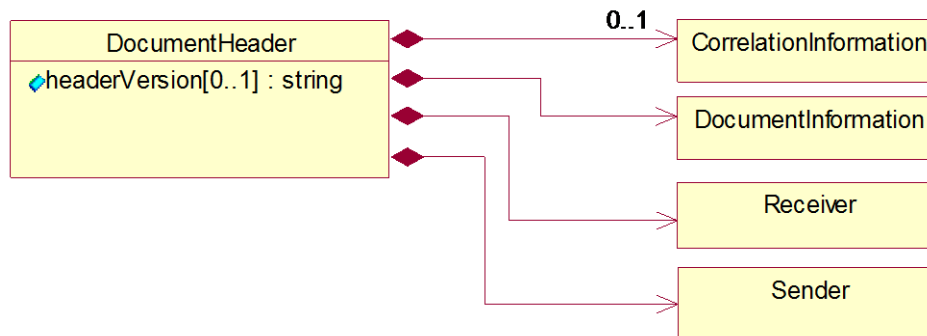 DocumentHeader
headerVersion[0..1] : string
0..1
CorrelationInformation
DocumentInformation
Receiver
Sender